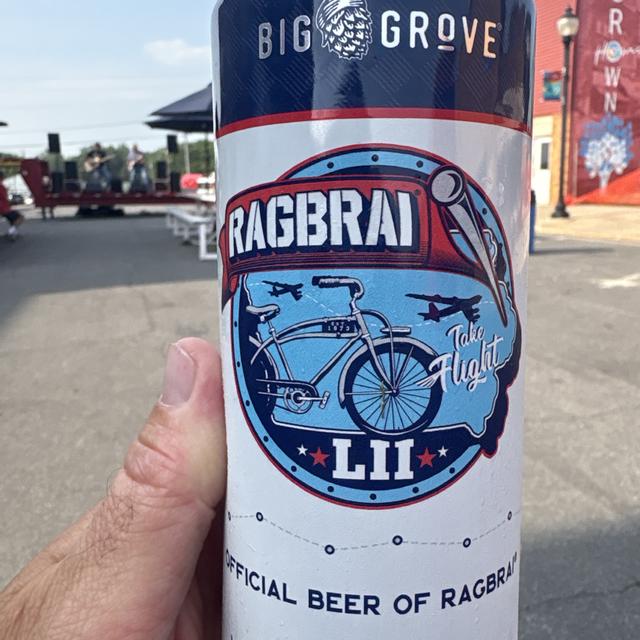 BIG GROVE
RAGBRAI
Take
Flight
LII
OFFICIAL BEER OF RAGBRAI®